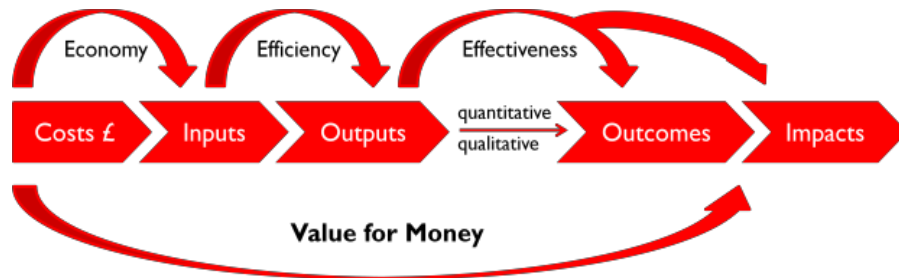 Economy
Efficiency
Effectiveness
Costs £
Inputs
Outputs
quantitative
qualitative
Outcomes
Impacts
Value for Money